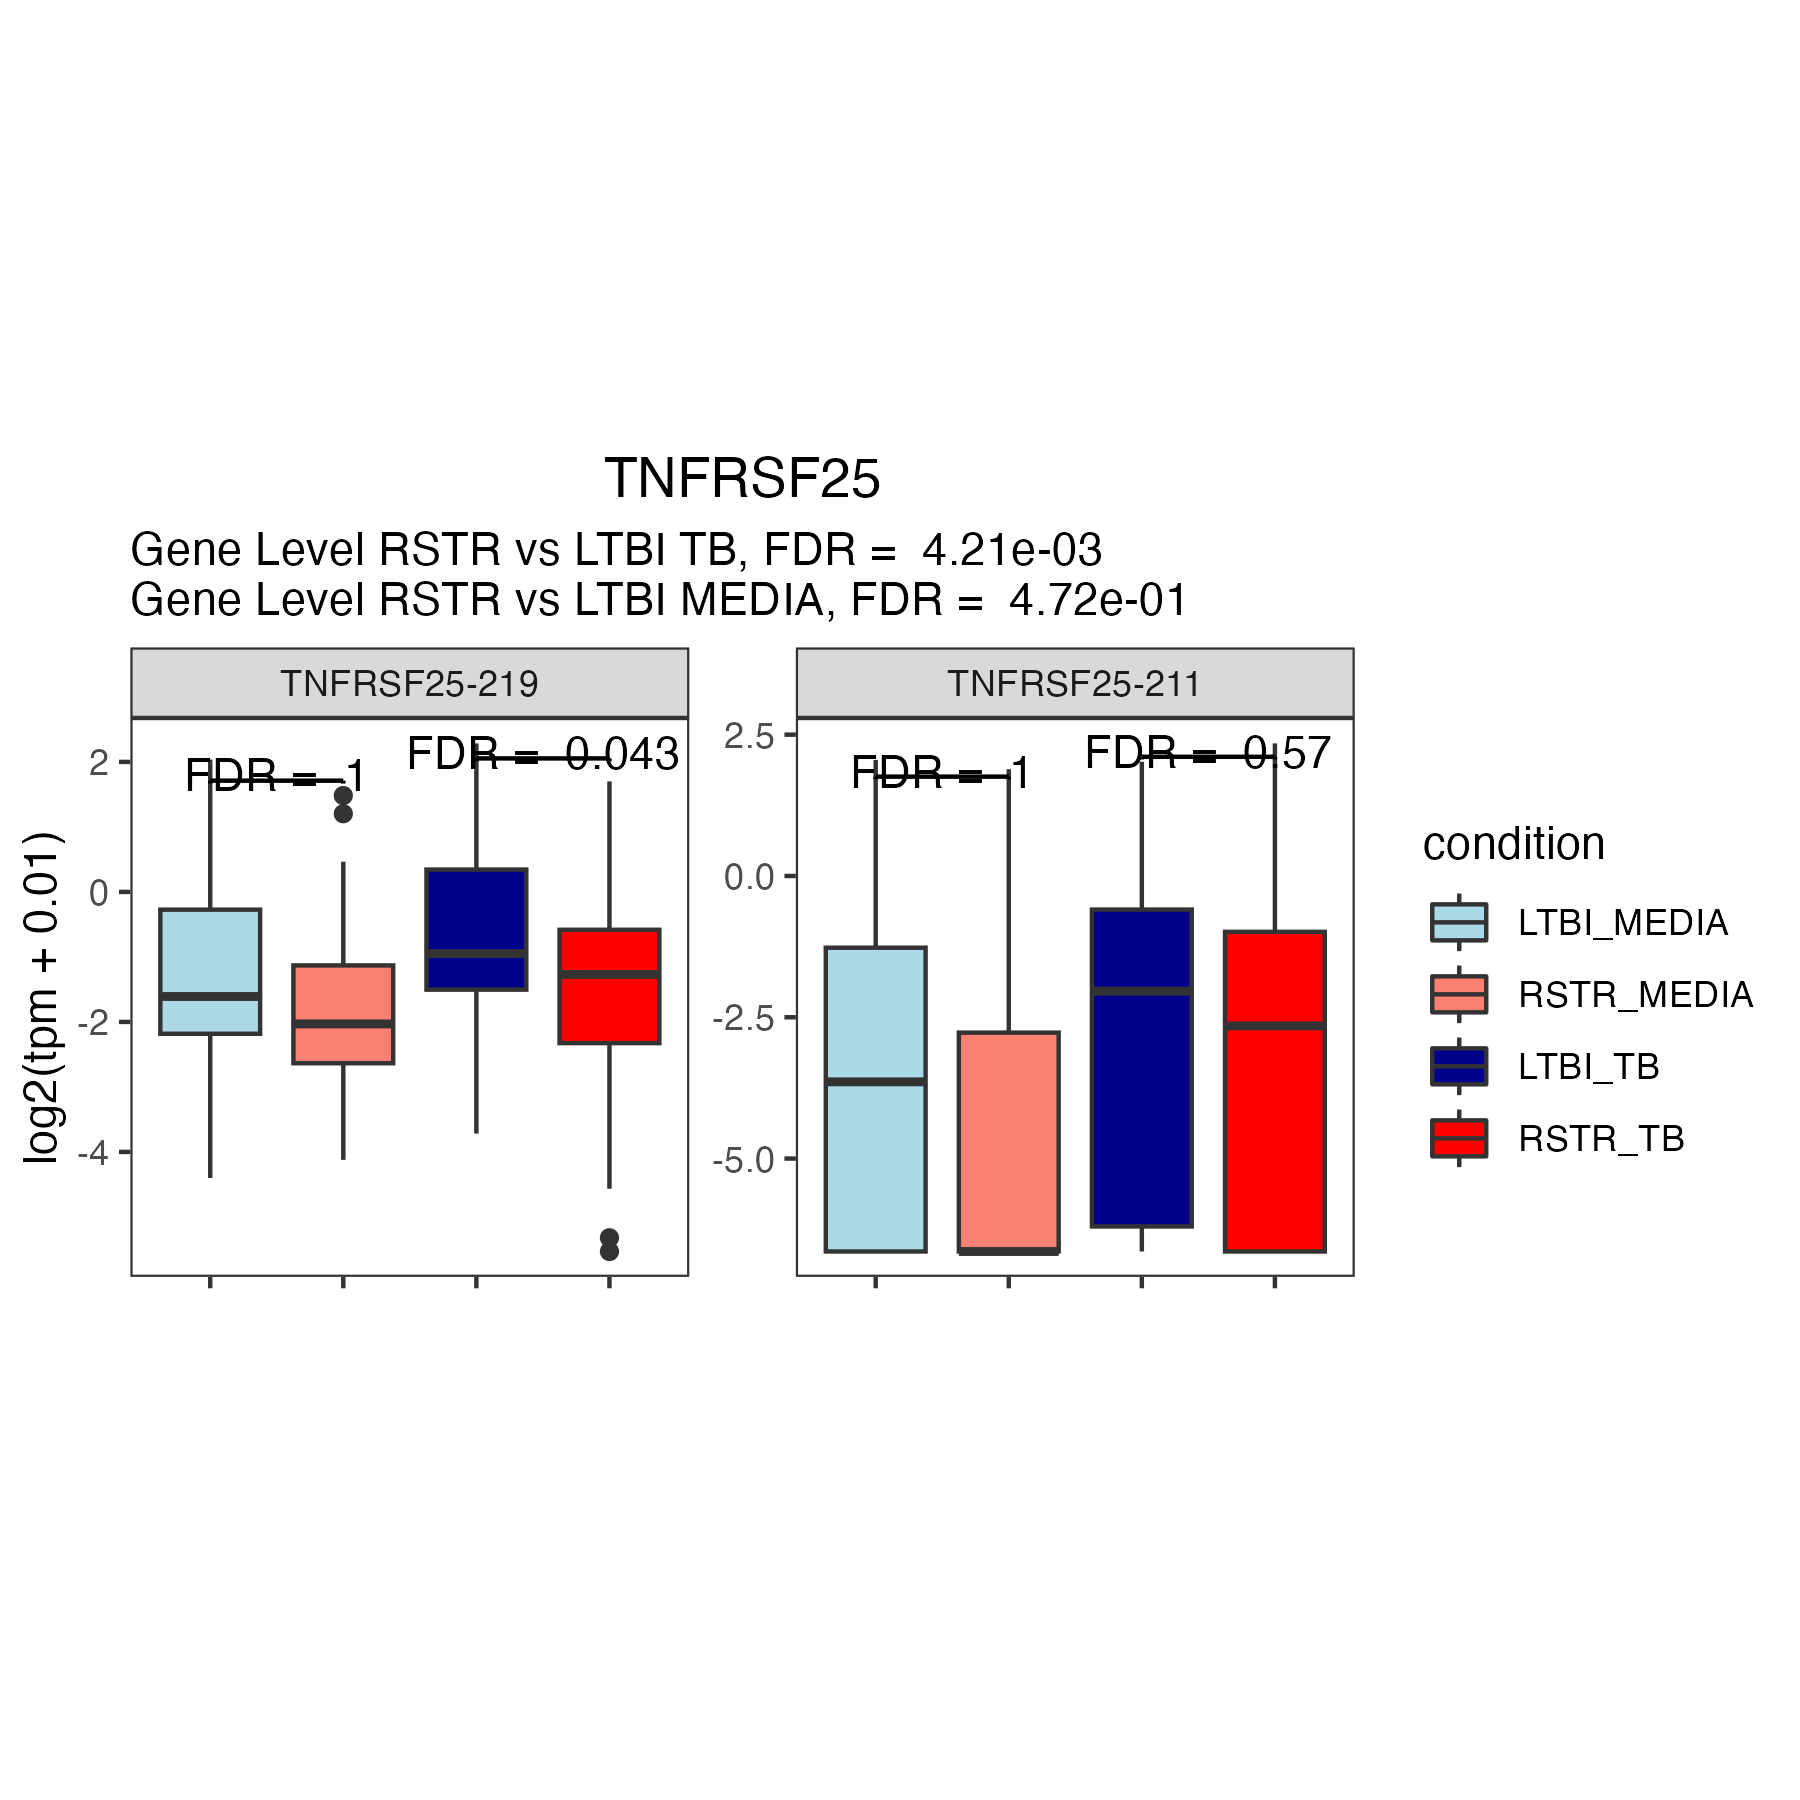 TNFRSF25
Gene Level RSTR vs LTBI TB, FDR =  4.21e-03
Gene Level RSTR vs LTBI MEDIA, FDR =  4.72e-01
TNFRSF25-219
TNFRSF25-211
log2(tpm + 0.01)
2
0
-2
-4
FDR =  1
FDR =  0.043
2.5
0.0
-2.5
-5.0
FDR =  1
FDR =  0.57
condition
LTBI_MEDIA
RSTR_MEDIA
LTBI_TB
RSTR_TB